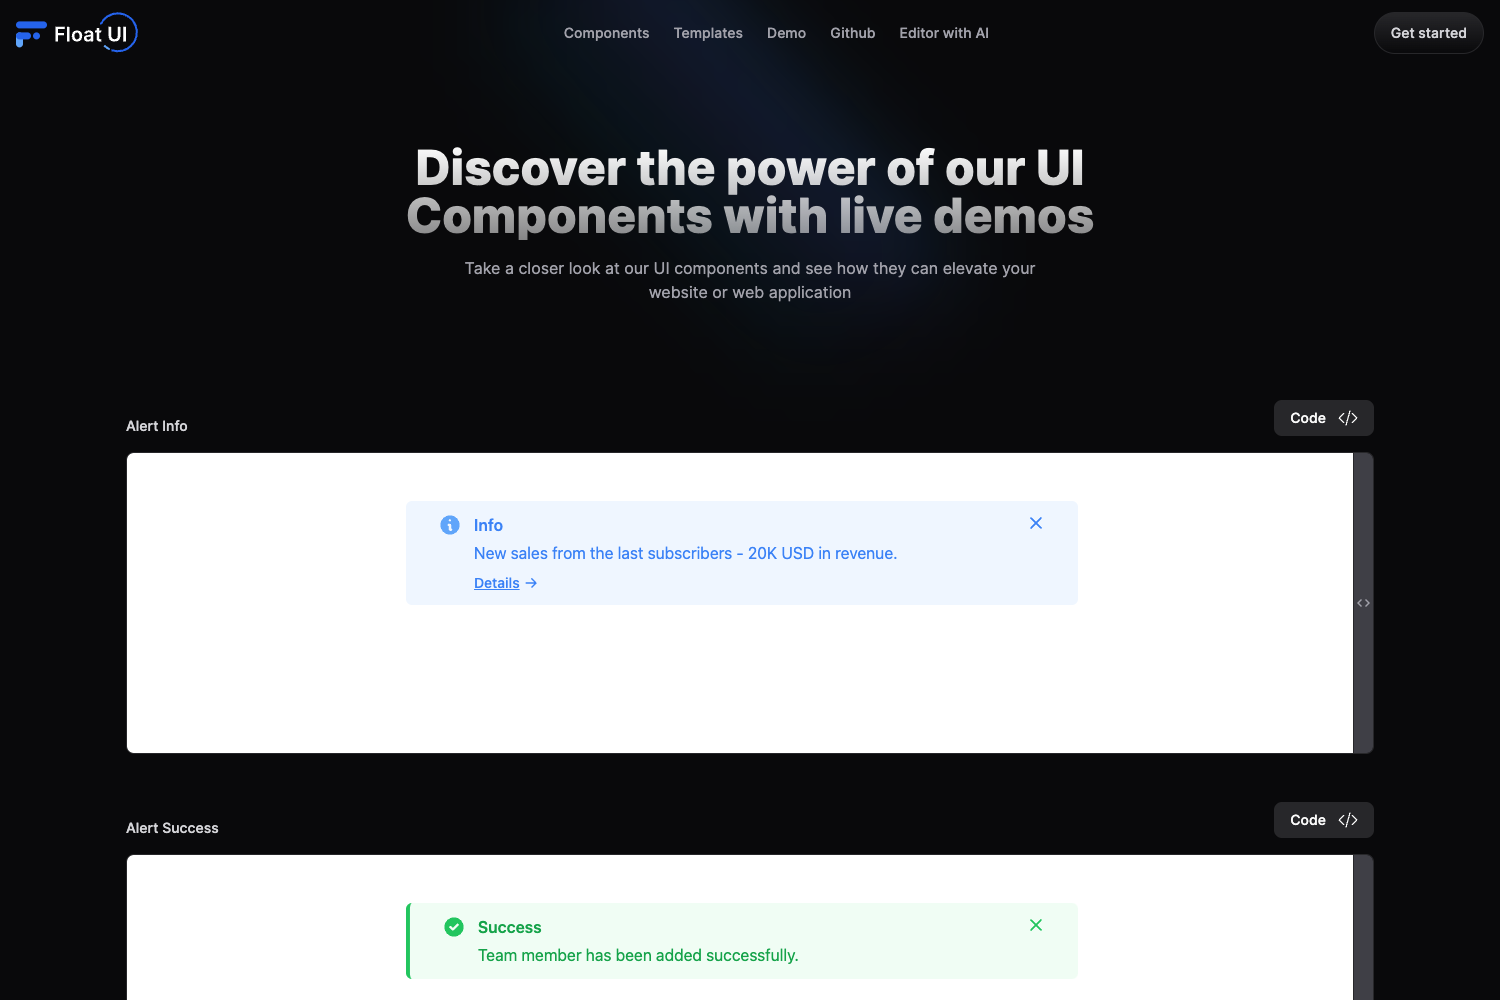 Float UI
Components
Templates
Demo
Github
Editor with AI
Get started
Discover the power of our UI
Components with live demos
Take a closer look at our UI components and see how they can elevate your
website or web application
Alert Info
Code </>
Info
New sales from the last subscribers - 20K USD in revenue.
Details →
Alert Success
Code </>
Success
Team member has been added successfully.